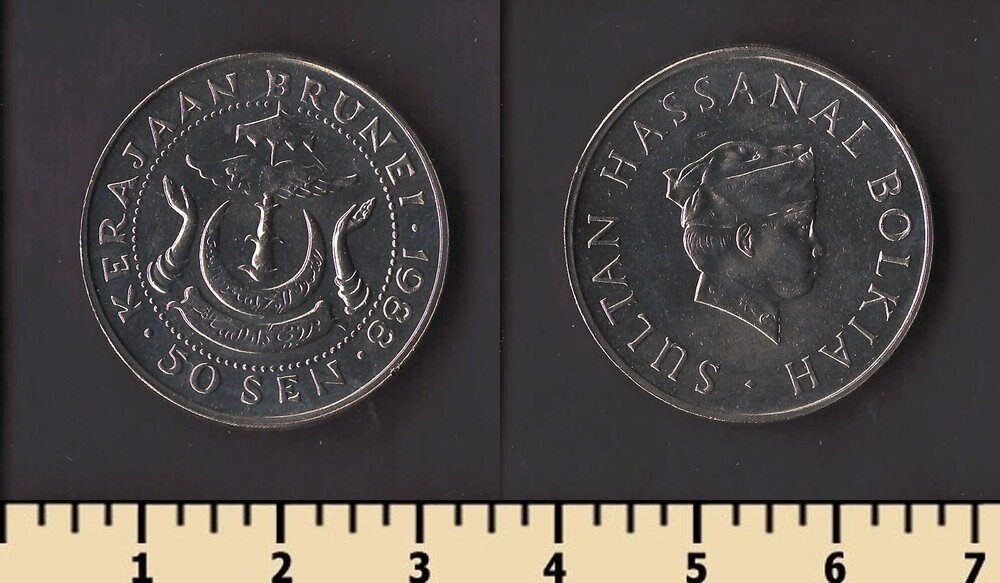 KERAJAAN BRUNEI · 1988 · 50 SEN ·
SULTAN HASSANAL BOLKIAH ·
1 2 3 4 5 6 7